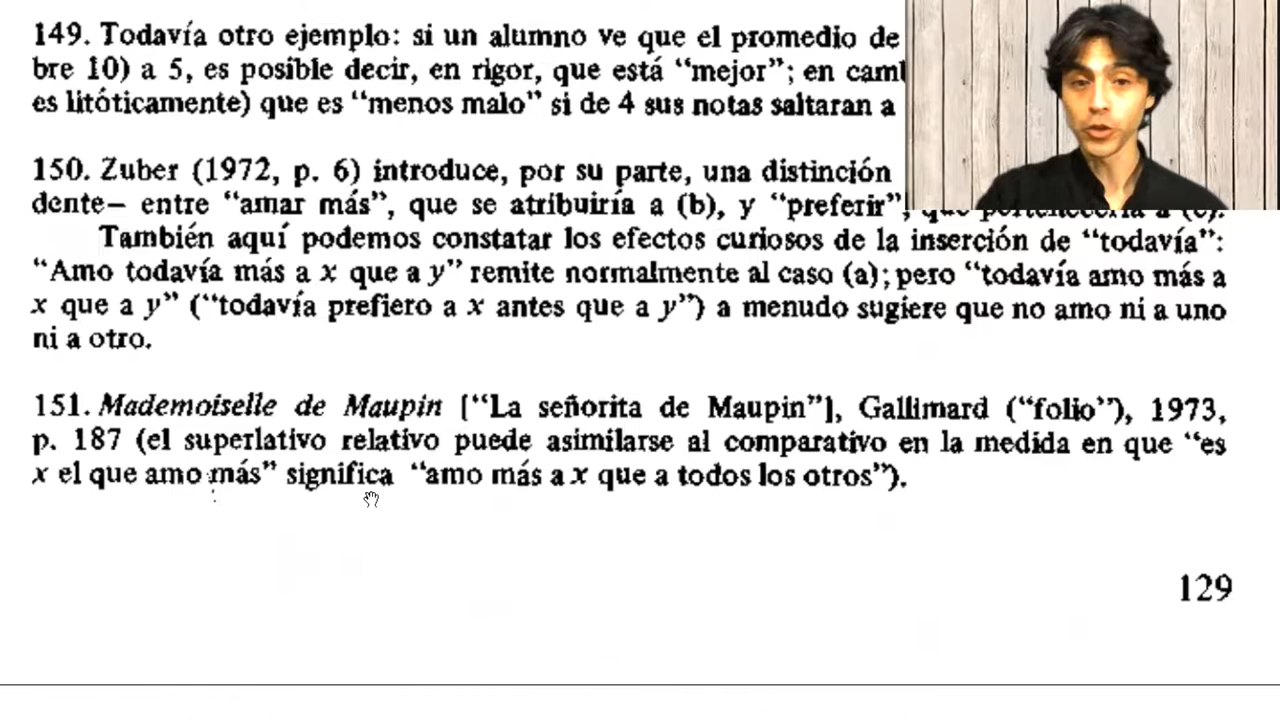 149. Todavía otro ejemplo: si un alumno ve que el promedio de
bre 10) a 5, es posible decir, en rigor, que está “mejor”; en
es litóticamente) que es “menos malo” si de 4 sus notas saltaran a
150. Zuber (1972, p. 6) introduce, por su parte, una distinción
dente— entre “amar más”, que se atribuiría a (b), y “preferir”, que pertenecería a (c).
También aquí podemos constatar los efectos curiosos de la inserción de “todavía”:
“Amo todavía más a x que a y” remite normalmente al caso (a); pero “todavía amo más a
x que a y” (“todavía prefiero a x antes que a y”) a menudo sugiere que no amo ni a uno
ni a otro.
151. Mademoiselle de Maupin [“La señorita de Maupin”], Gallimard (“folio”), 1973,
p. 187 (el superlativo relativo puede asimilarse al comparativo en la medida en que “es
x el que amo más” significa “amo más a x que a todos los otros”).
129